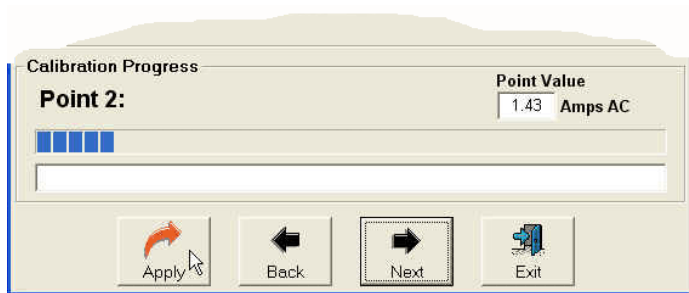 Calibration Progress
Point Value
Point 2:
1.43 Amps AC
Apply
Back
Next
Exit